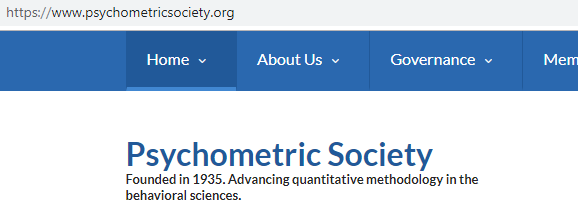 https://www.psychometricsociety.org
Home About Us Governance Mem
Psychometric Society
Founded in 1935. Advancing quantitative methodology in the
behavioral sciences.